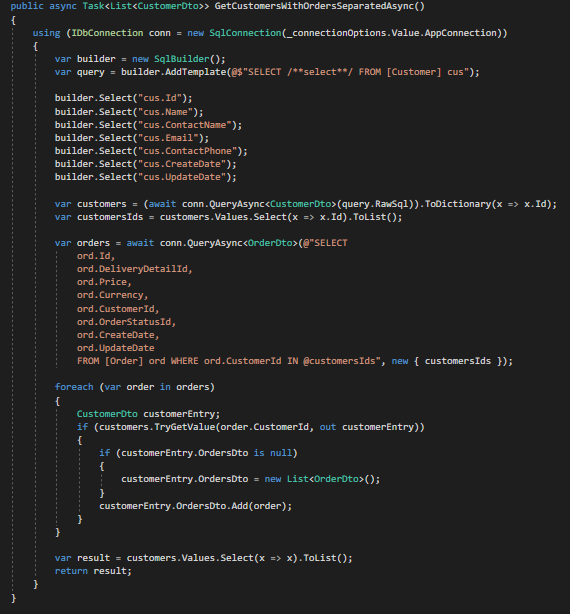 public async Task<List<CustomerDto>> GetCustomersWithOrdersSeparatedAsync()
{
    using (IDbConnection conn = new SqlConnection(_connectionOptions.Value.AppConnection))
    {
        var builder = new SqlBuilder();
        var query = builder.AddTemplate(@$"SELECT /**select**/ FROM [Customer] cus");

        builder.Select("cus.Id");
        builder.Select("cus.Name");
        builder.Select("cus.ContactName");
        builder.Select("cus.Email");
        builder.Select("cus.ContactPhone");
        builder.Select("cus.CreateDate");
        builder.Select("cus.UpdateDate");

        var customers = (await conn.QueryAsync<CustomerDto>(query.RawSql)).ToDictionary(x => x.Id);
        var customersIds = customers.Values.Select(x => x.Id).ToList();

        var orders = await conn.QueryAsync<OrderDto>(@"SELECT
            ord.Id,
            ord.DeliveryDetailId,
            ord.Price,
            ord.Currency,
            ord.CustomerId,
            ord.OrderStatusId,
            ord.CreateDate,
            ord.UpdateDate
            FROM [Order] ord WHERE ord.CustomerId IN @customersIds", new { customersIds });

        foreach (var order in orders)
        {
            CustomerDto customerEntry;
            if (customers.TryGetValue(order.CustomerId, out customerEntry))
            {
                if (customerEntry.OrdersDto is null)
                {
                    customerEntry.OrdersDto = new List<OrderDto>();
                }
                customerEntry.OrdersDto.Add(order);
            }
        }

        var result = customers.Values.Select(x => x).ToList();
        return result;
    }
}